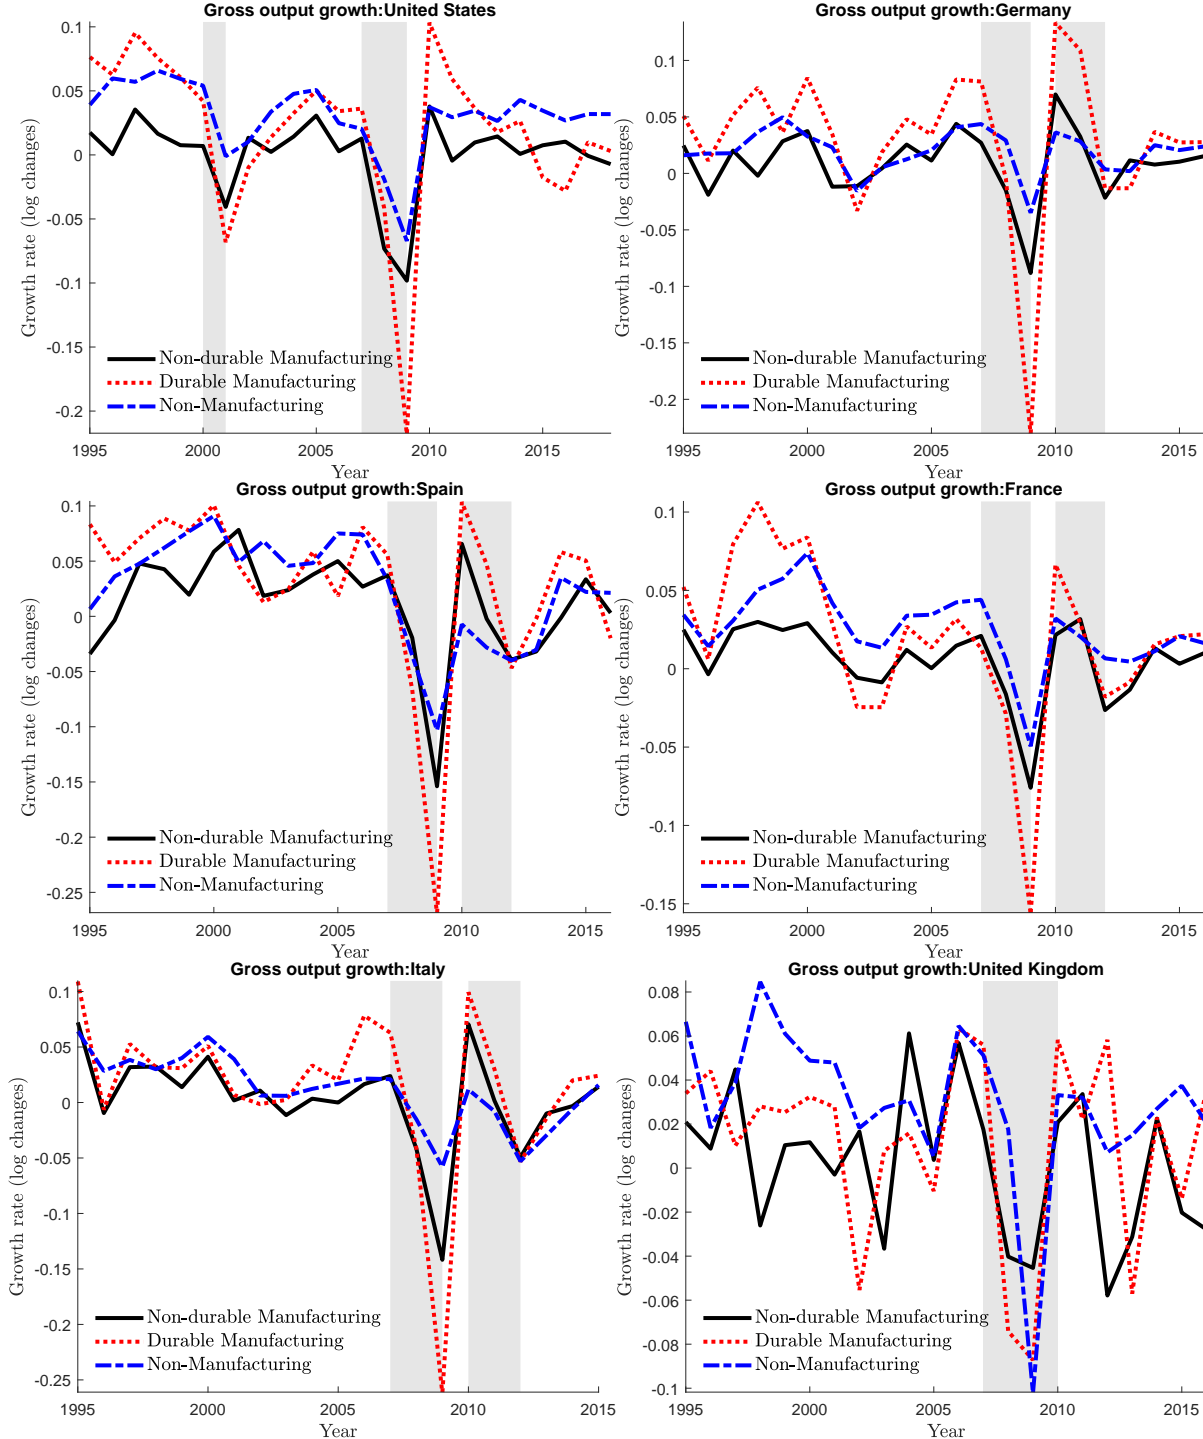 Gross output growth:United States
0.1
0.05
0
-0.05
-0.1
-0.15
-0.2
Growth rate (log changes)
Non-durable Manufacturing
Durable Manufacturing
Non-Manufacturing
1995 2000 2005 2010 2015
Year
Gross output growth:Germany
0.1
0.05
0
-0.05
-0.1
-0.15
-0.2
Growth rate (log changes)
Non-durable Manufacturing
Durable Manufacturing
Non-Manufacturing
1995 2000 2005 2010 2015
Year
Gross output growth:Spain
0.1
0.05
0
-0.05
-0.1
-0.15
-0.2
-0.25
Growth rate (log changes)
Non-durable Manufacturing
Durable Manufacturing
Non-Manufacturing
1995 2000 2005 2010 2015
Year
Gross output growth:France
0.1
0.05
0
-0.05
-0.1
-0.15
Growth rate (log changes)
Non-durable Manufacturing
Durable Manufacturing
Non-Manufacturing
1995 2000 2005 2010 2015
Year
Gross output growth:Italy
0.1
0.05
0
-0.05
-0.1
-0.15
-0.2
-0.25
Growth rate (log changes)
Non-durable Manufacturing
Durable Manufacturing
Non-Manufacturing
1995 2000 2005 2010 2015
Year
Gross output growth:United Kingdom
0.08
0.06
0.04
0.02
0
-0.02
-0.04
-0.06
-0.08
-0.1
Growth rate (log changes)
Non-durable Manufacturing
Durable Manufacturing
Non-Manufacturing
1995 2000 2005 2010 2015
Year